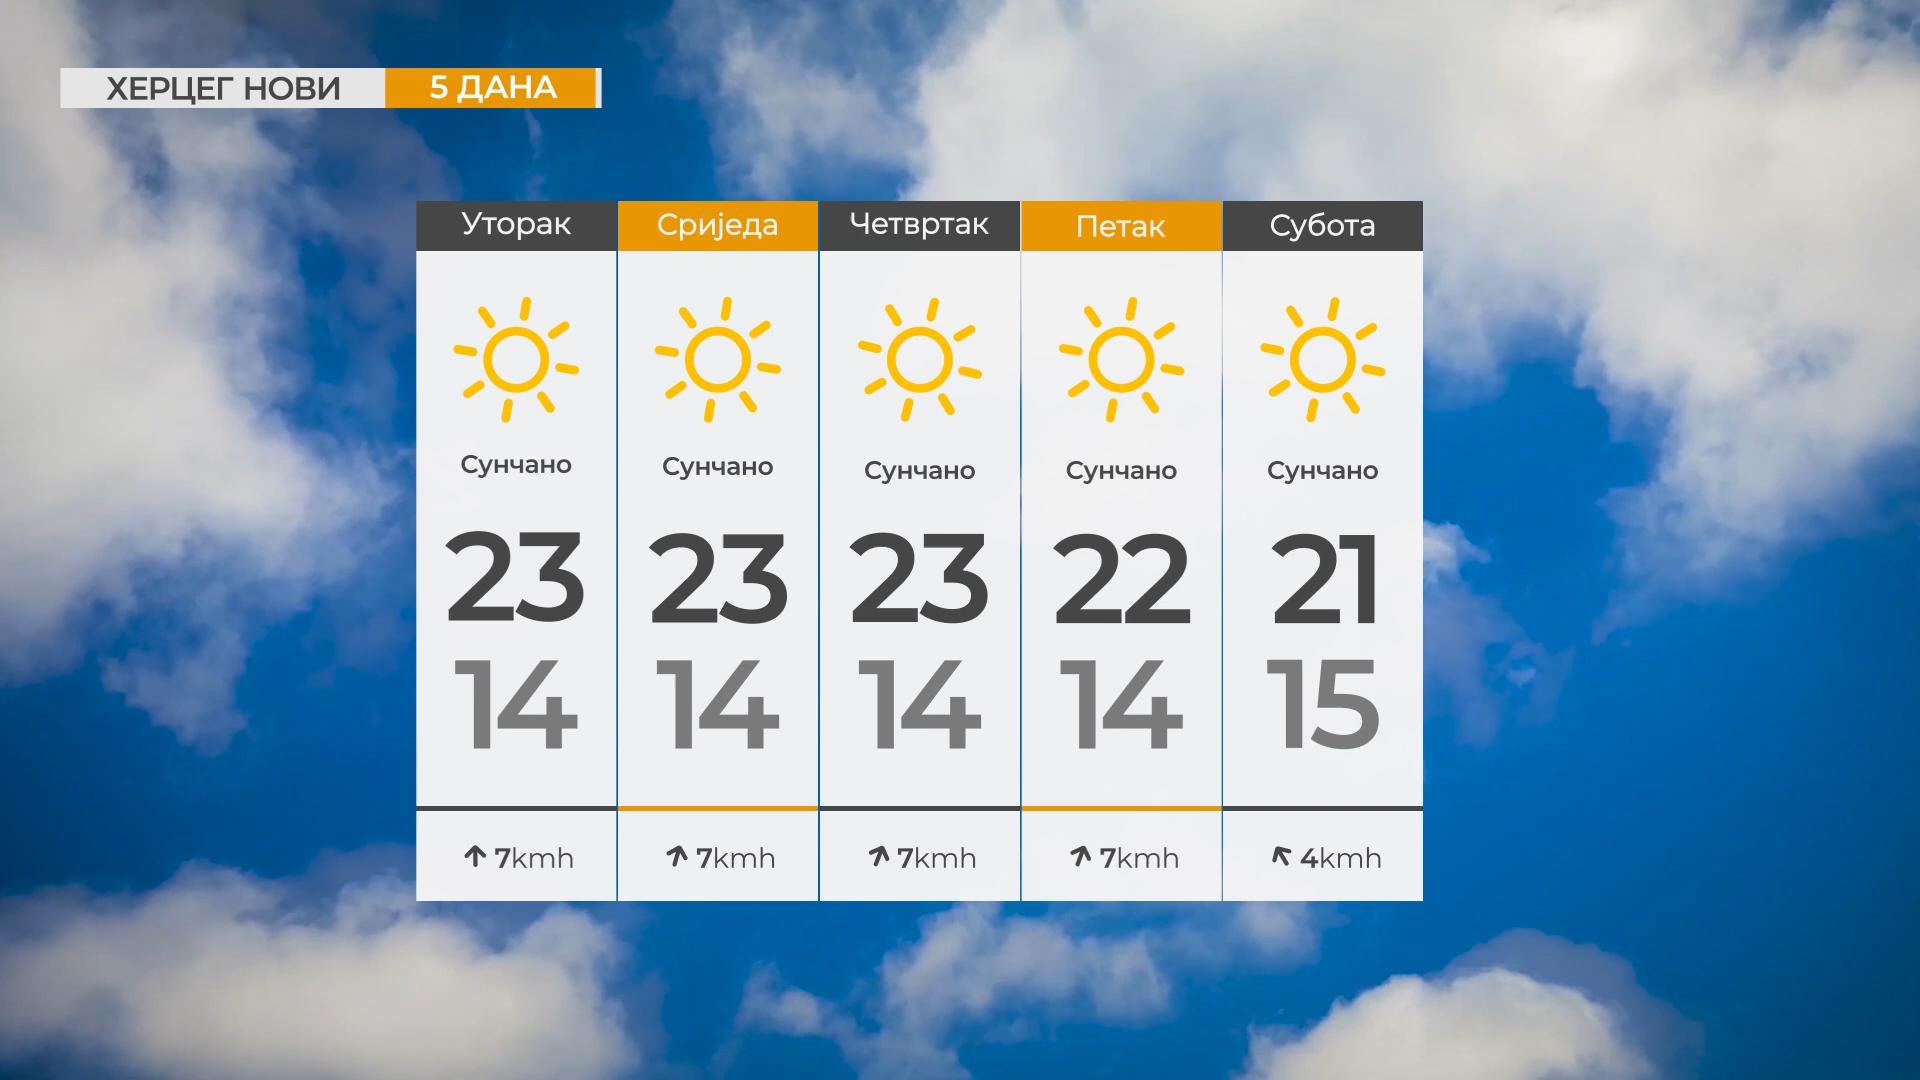 ХЕРЦЕГ НОВИ 5 ДАНА
Уторак Сриједа Четвртак Петак Субота
Сунчано Сунчано Сунчано Сунчано Сунчано
23 23 23 22 21
14 14 14 14 15
7kmh 7kmh 7kmh 7kmh 4kmh